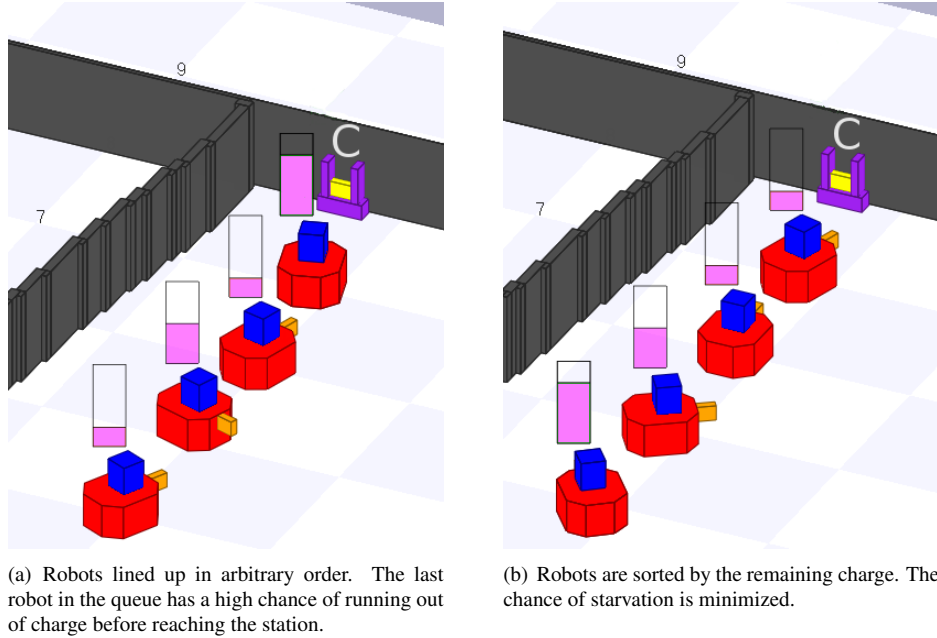 9
C
7
9
C
7
(a) Robots lined up in arbitrary order. The last
robot in the queue has a high chance of running out
of charge before reaching the station.
(b) Robots are sorted by the remaining charge. The
chance of starvation is minimized.